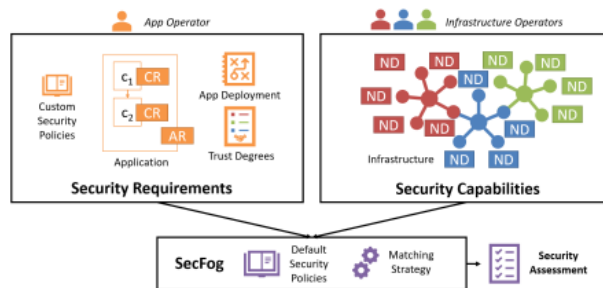 App Operator
Infrastructure Operators
c1 CR
c2 CR
AR
Application
Custom
Security
Policies
App Deployment
Trust Degrees
Security Requirements
ND
ND
ND
ND
ND
ND
ND
ND
ND
ND
ND
ND
ND
ND
Infrastructure
Security Capabilities
SecFog
Default
Security
Policies
Matching
Strategy
Security
Assessment